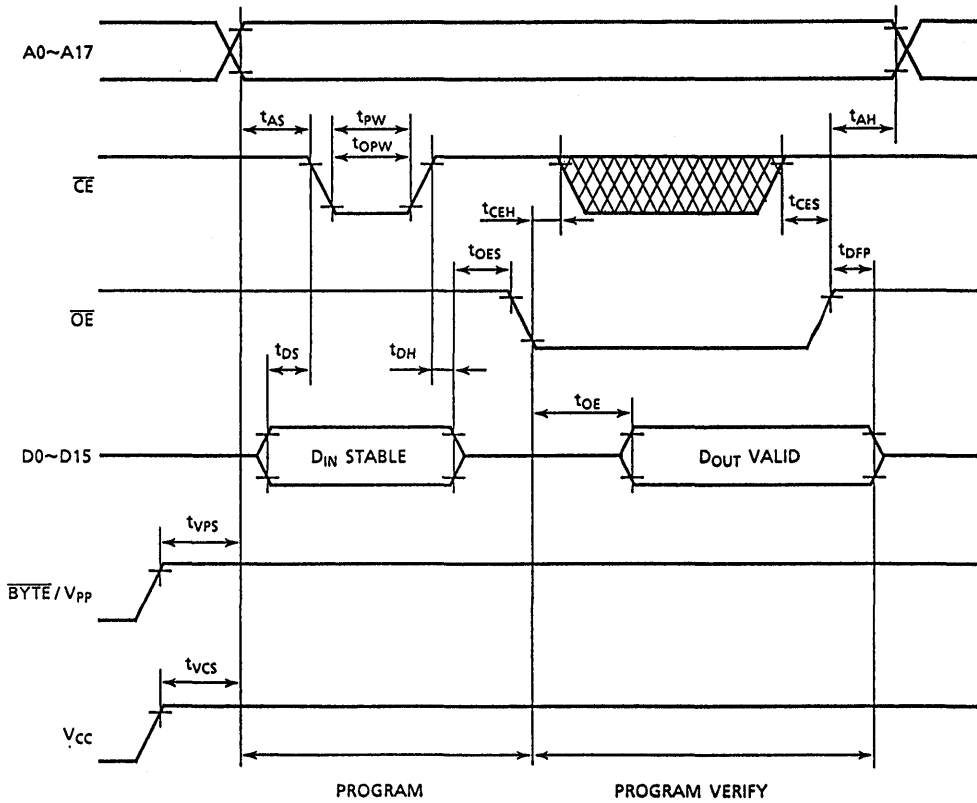 A0~A17
tAS
tPW
tOPW
tAH
CE
tCEH
tCES
tOES
tDFP
OE
tDS
tDH
tOE
D0~D15
DIN STABLE
DOUT VALID
tVPS
BYTE/VPP
tVCS
VCC
PROGRAM
PROGRAM VERIFY